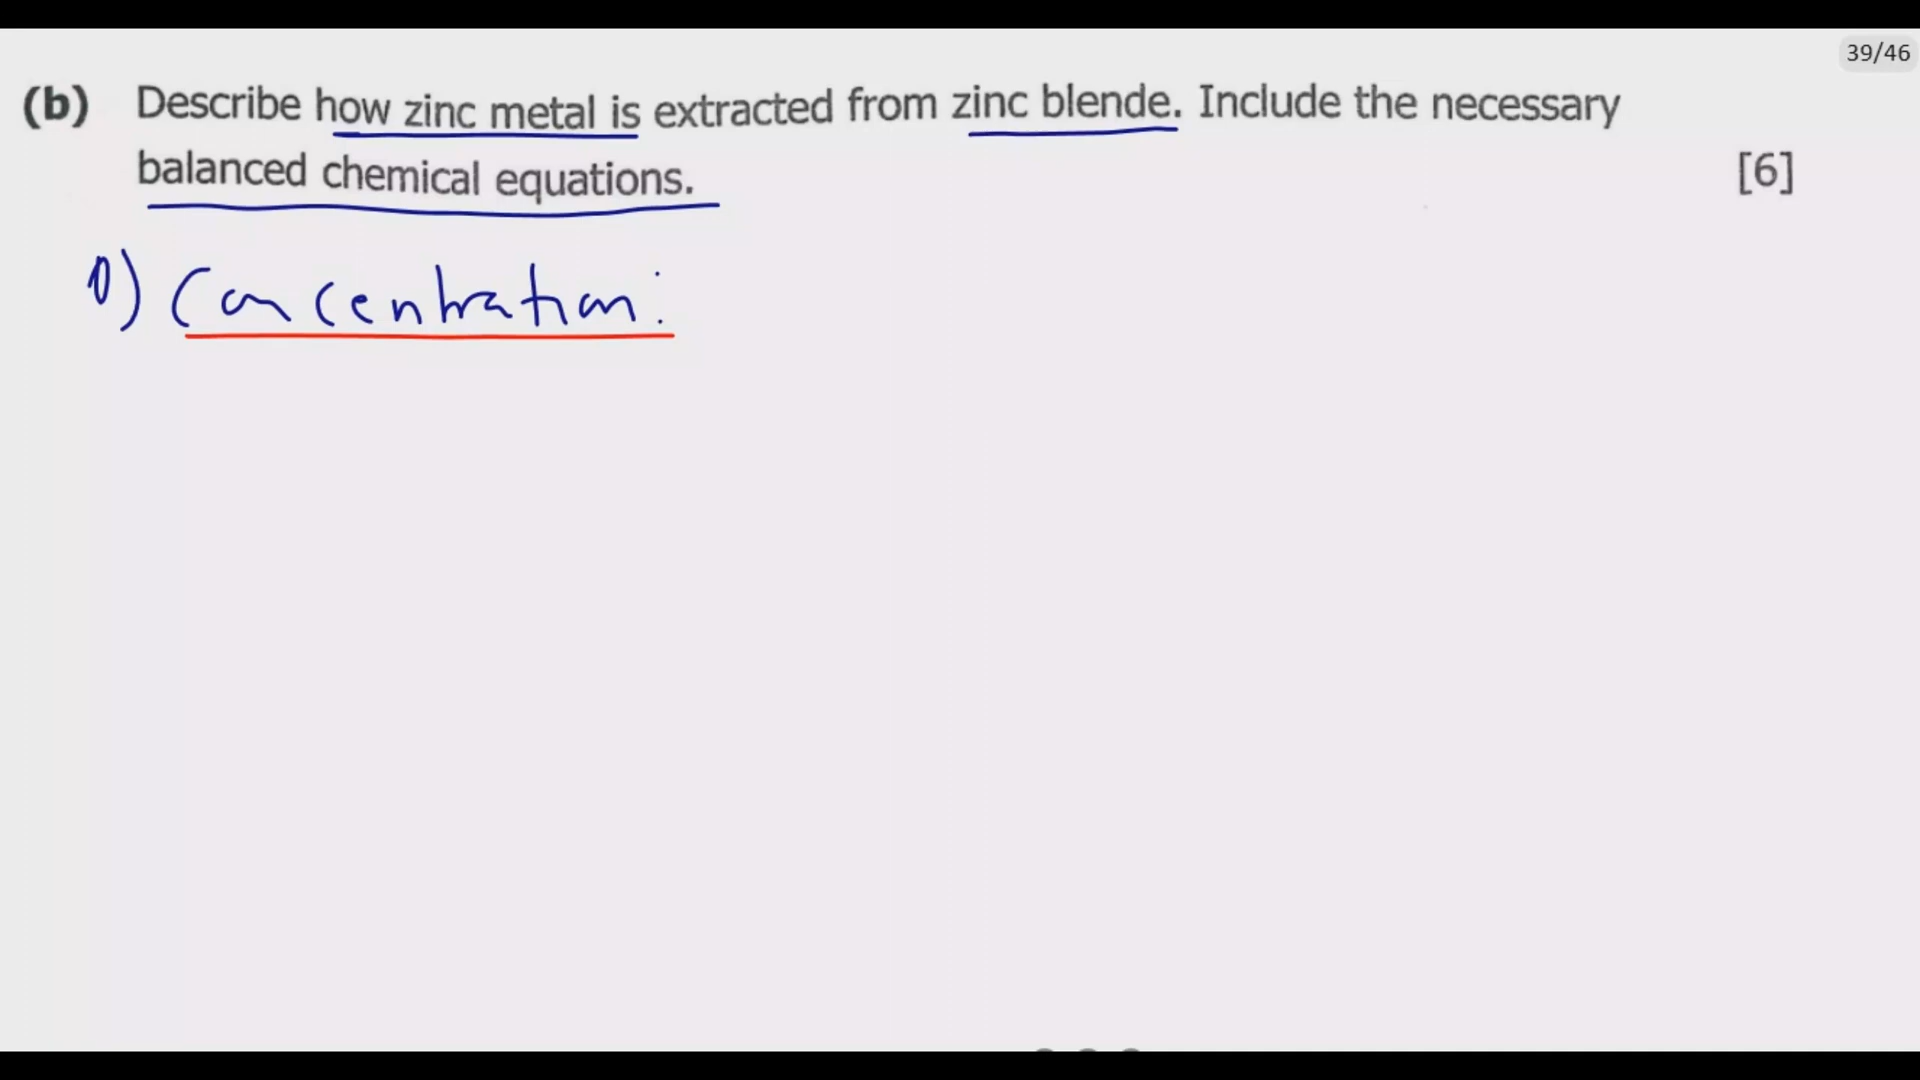 39/46
(b) Describe how zinc metal is extracted from zinc blende. Include the necessary
balanced chemical equations. [6]
1) Concentration: